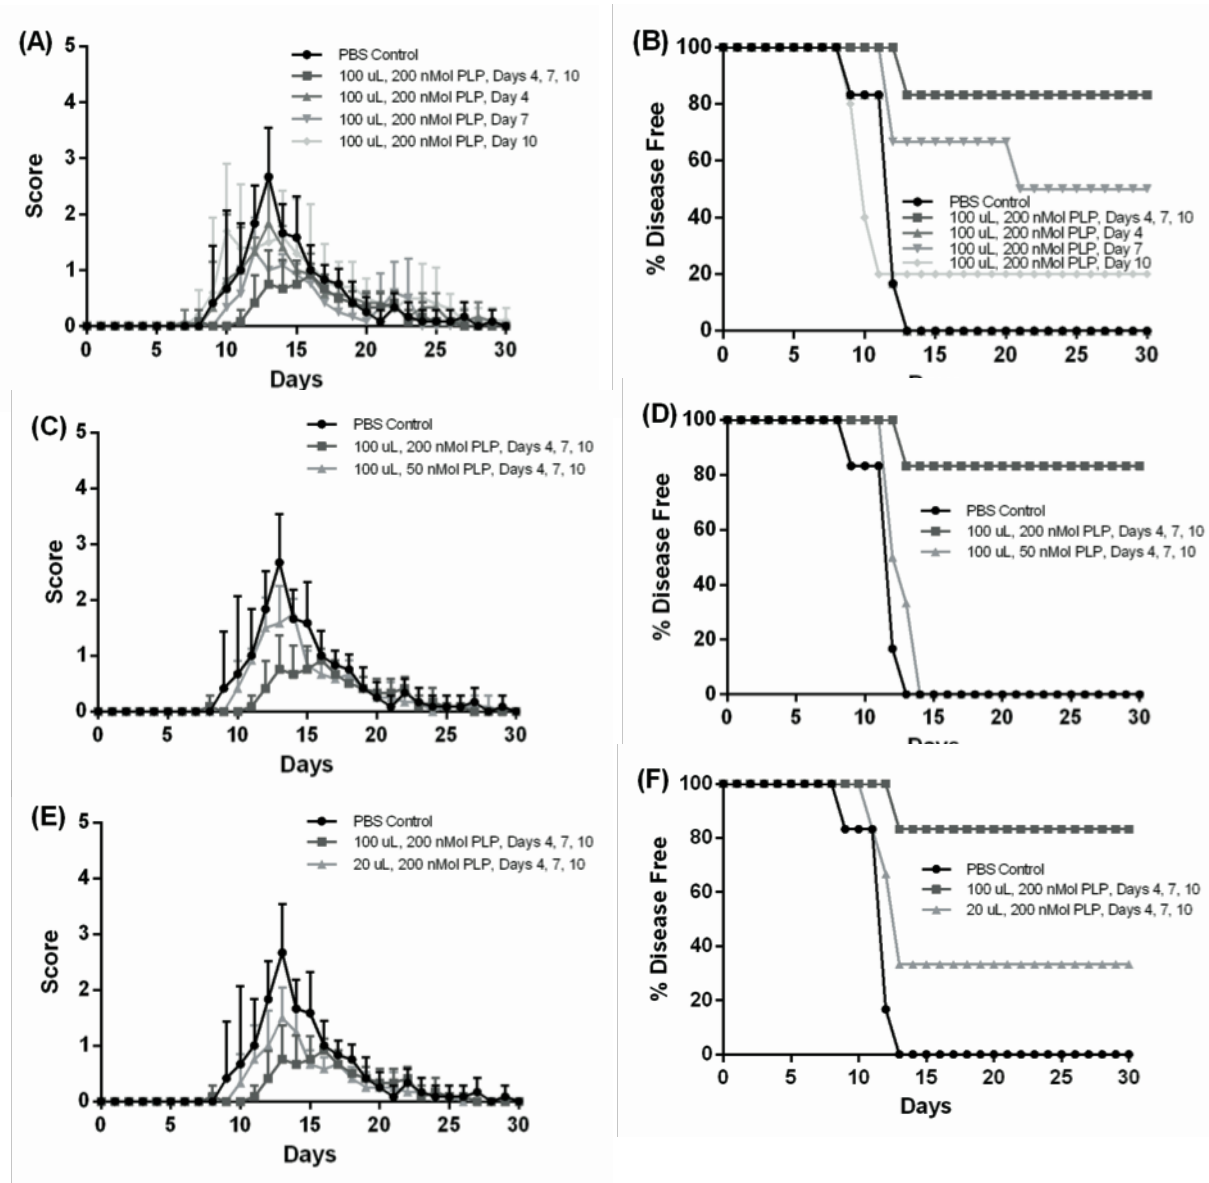 (A)
5
4
3
2
1
0
Score
0 5 10 15 20 25 30
Days
PBS Control
100 uL, 200 nMol PLP, Days 4, 7, 10
100 uL, 200 nMol PLP, Day 4
100 uL, 200 nMol PLP, Day 7
100 uL, 200 nMol PLP, Day 10
(B)
100
80
60
40
20
0
% Disease Free
0 5 10 15 20 25 30
PBS Control
100 uL, 200 nMol PLP, Days 4, 7, 10
100 uL, 200 nMol PLP, Day 4
100 uL, 200 nMol PLP, Day 7
100 uL, 200 nMol PLP, Day 10
(C)
5
4
3
2
1
0
Score
0 5 10 15 20 25 30
Days
PBS Control
100 uL, 200 nMol PLP, Days 4, 7, 10
100 uL, 50 nMol PLP, Days 4, 7, 10
(D)
100
80
60
40
20
0
% Disease Free
0 5 10 15 20 25 30
Days
PBS Control
100 uL, 200 nMol PLP, Days 4, 7, 10
100 uL, 50 nMol PLP, Days 4, 7, 10
(E)
5
4
3
2
1
0
Score
0 5 10 15 20 25 30
Days
PBS Control
100 uL, 200 nMol PLP, Days 4, 7, 10
20 uL, 200 nMol PLP, Days 4, 7, 10
(F)
100
80
60
40
20
0
% Disease Free
0 5 10 15 20 25 30
Days
PBS Control
100 uL, 200 nMol PLP, Days 4, 7, 10
20 uL, 200 nMol PLP, Days 4, 7, 10